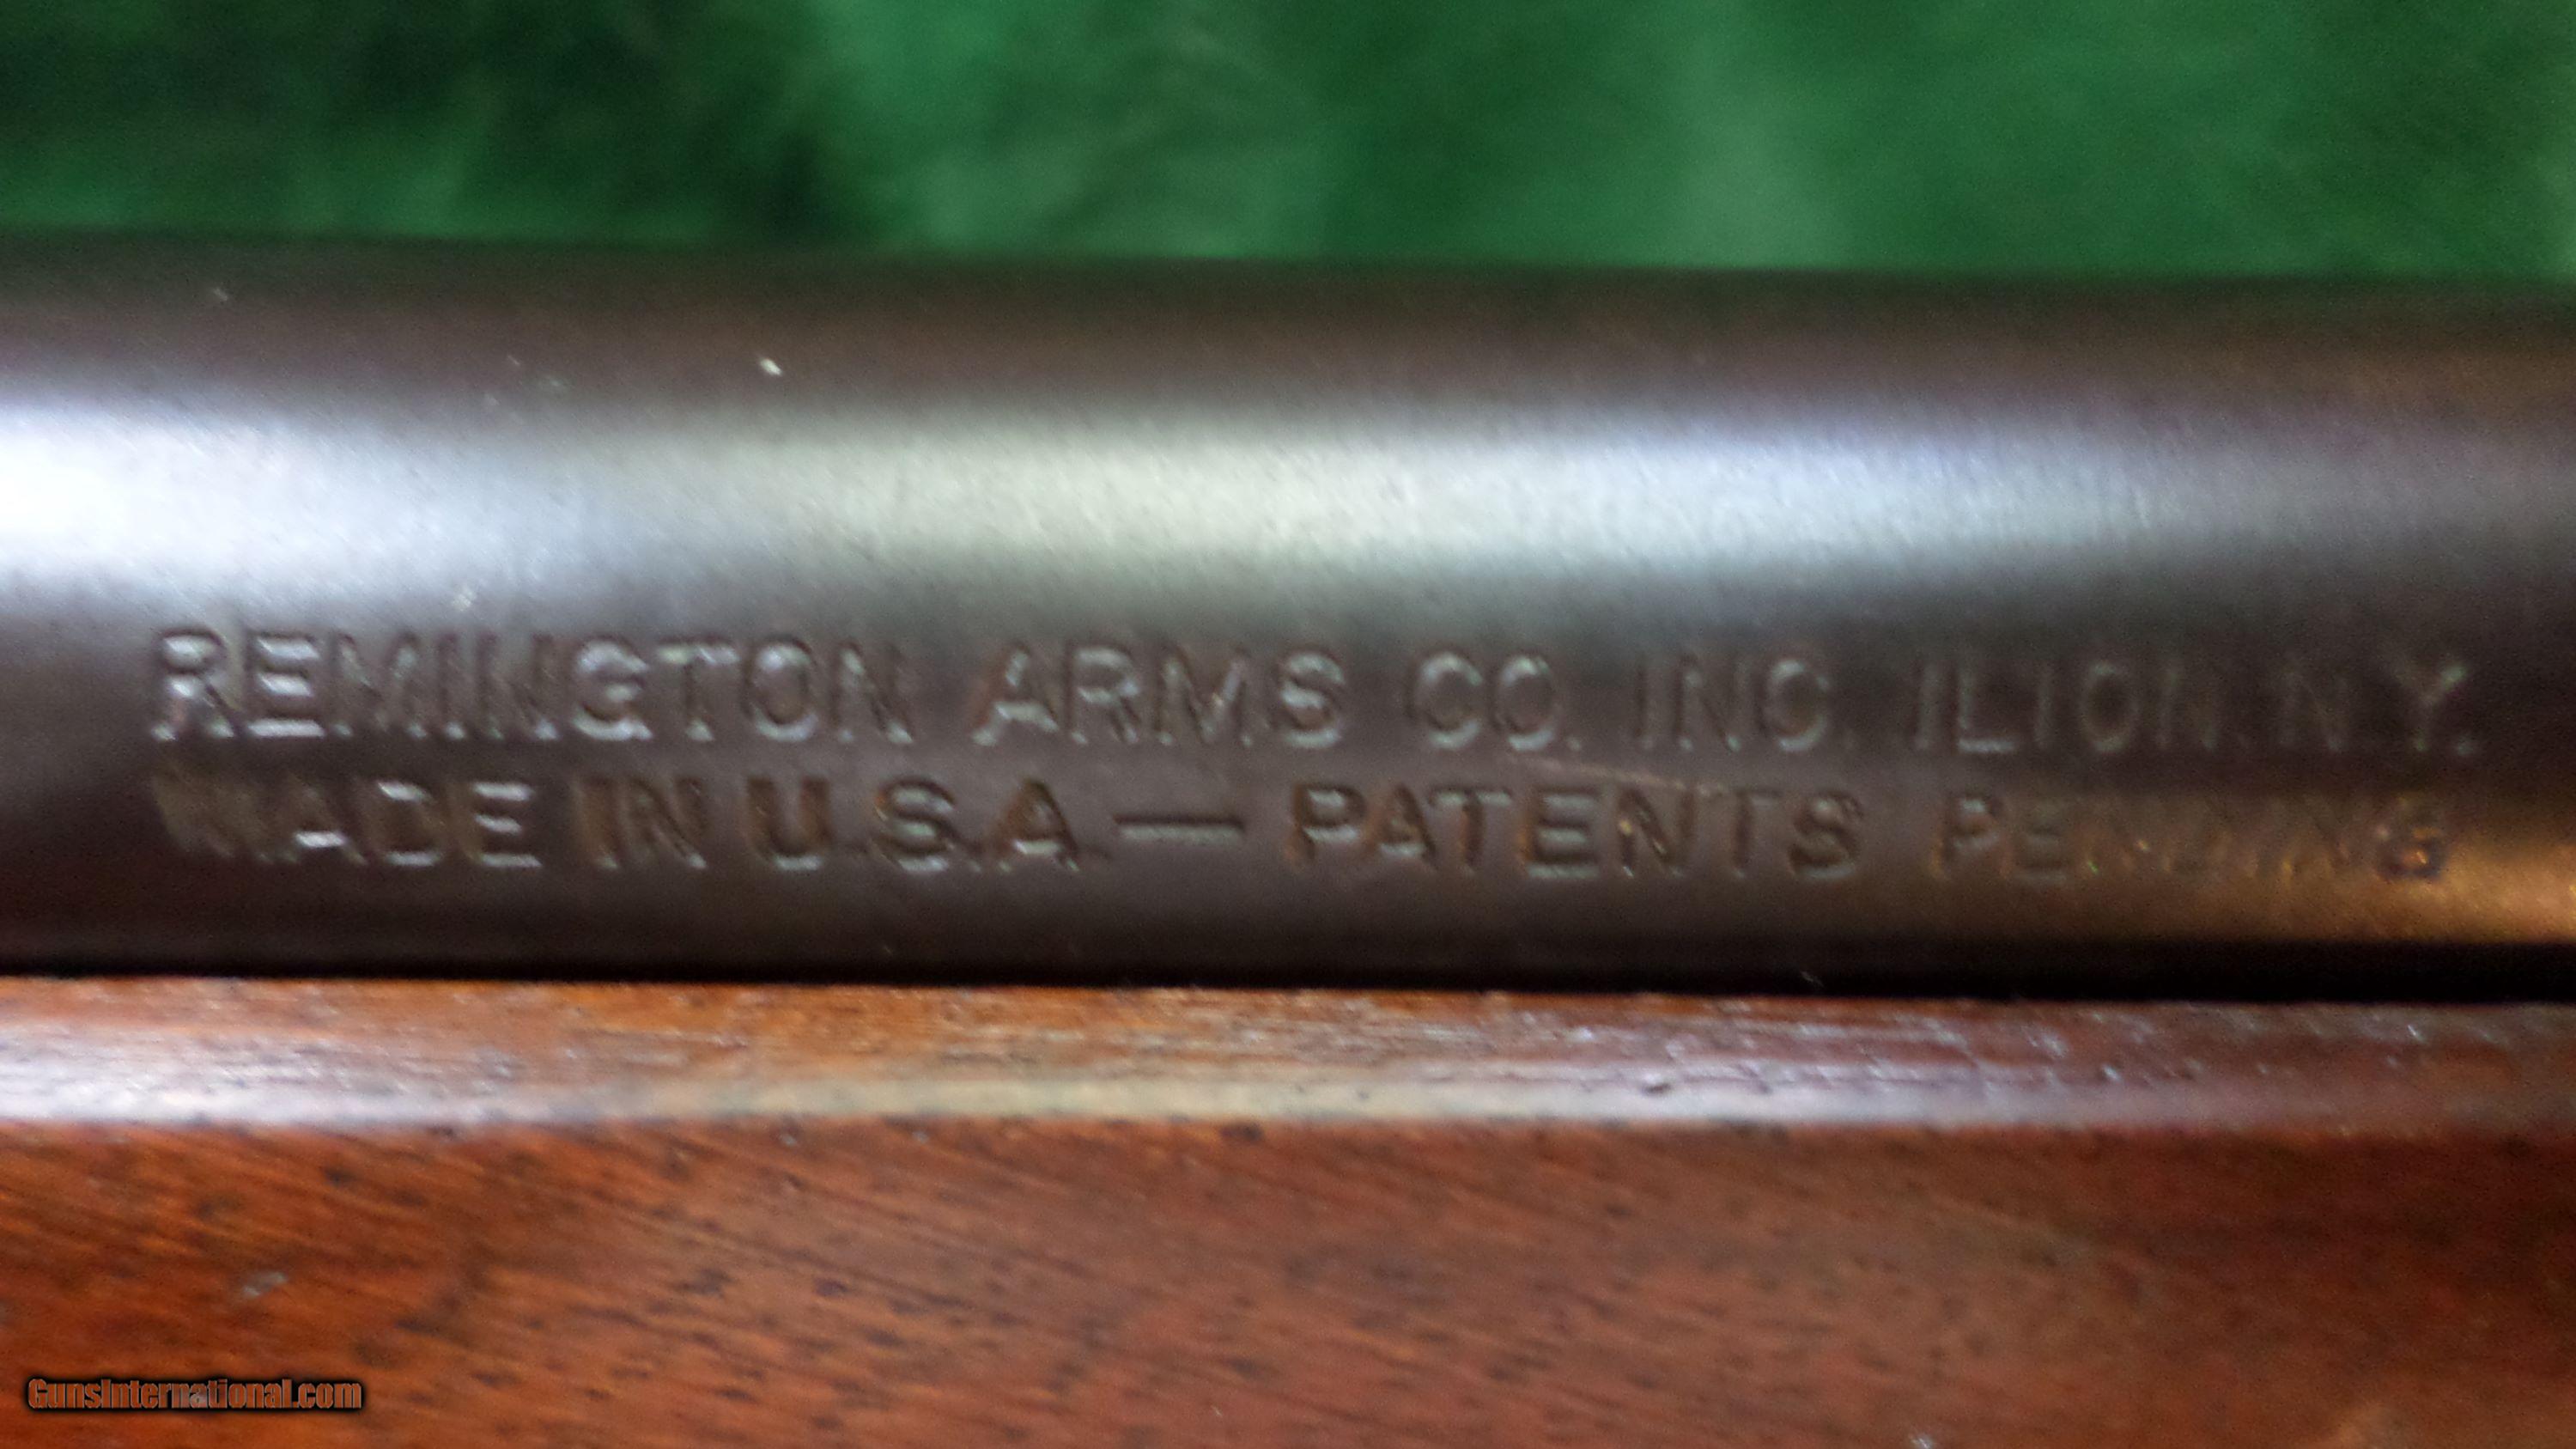 REMINGTON ARMS CO. INC. ILION. N.Y.
MADE IN U.S.A. — PATENTS PENDING
GunsInternational.com